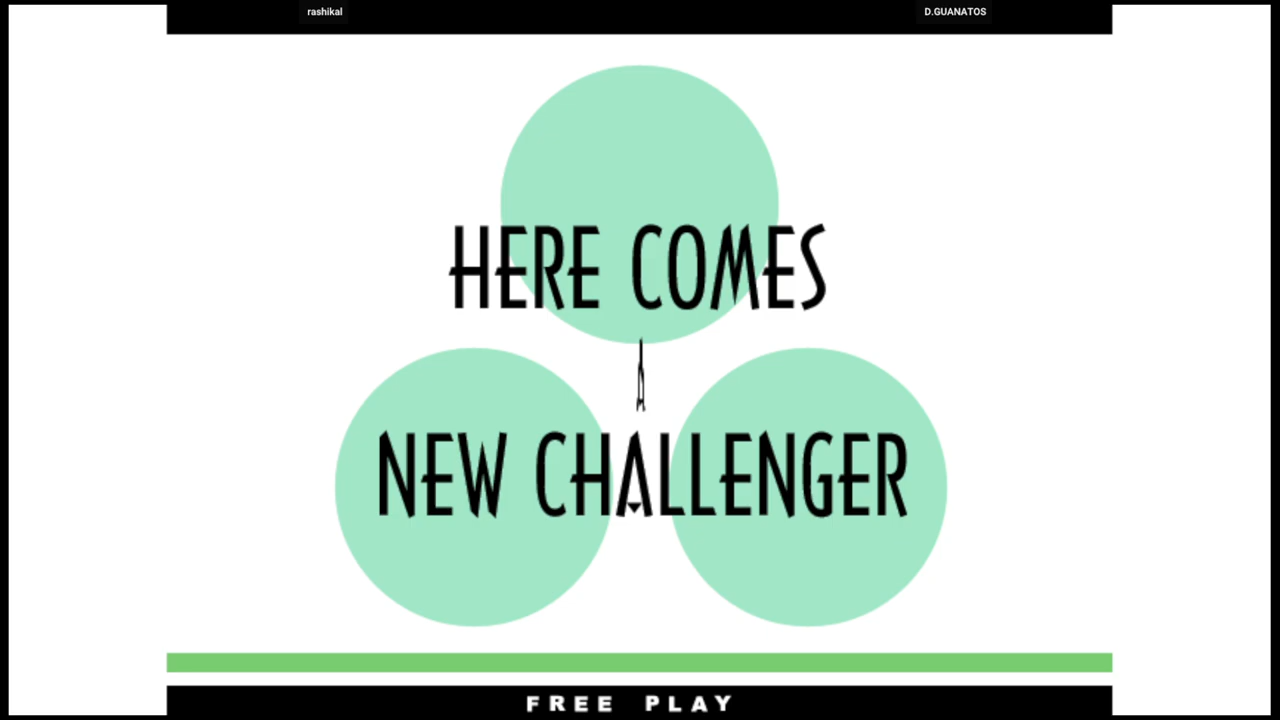 rashikal D.GUANATOS
HERE COMES
A
NEW CHALLENGER
FREE PLAY